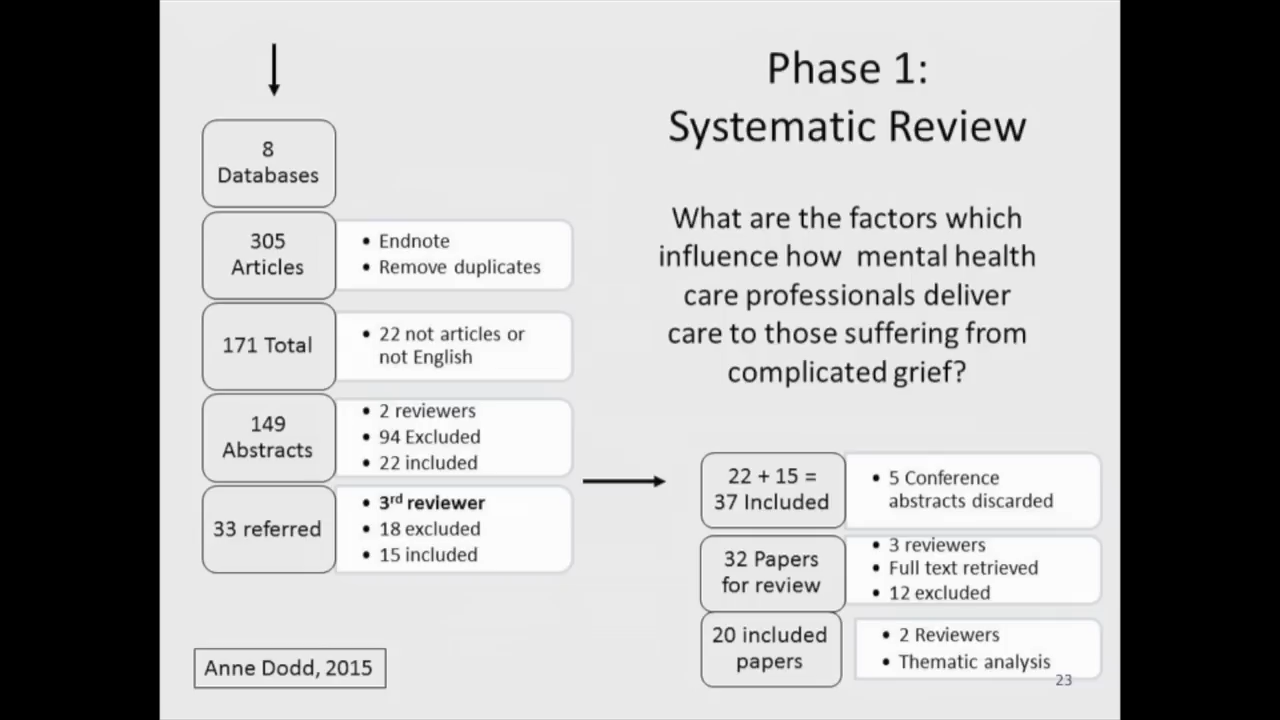 Phase 1:
Systematic Review
What are the factors which
influence how mental health
care professionals deliver
care to those suffering from
complicated grief?
8
Databases
305
Articles
• Endnote
• Remove duplicates
171 Total
• 22 not articles or
not English
149
Abstracts
• 2 reviewers
• 94 Excluded
• 22 included
33 referred
• 3rd reviewer
• 18 excluded
• 15 included
22 + 15 =
37 Included
• 5 Conference
abstracts discarded
32 Papers
for review
• 3 reviewers
• Full text retrieved
• 12 excluded
20 included
papers
• 2 Reviewers
• Thematic analysis
Anne Dodd, 2015
23